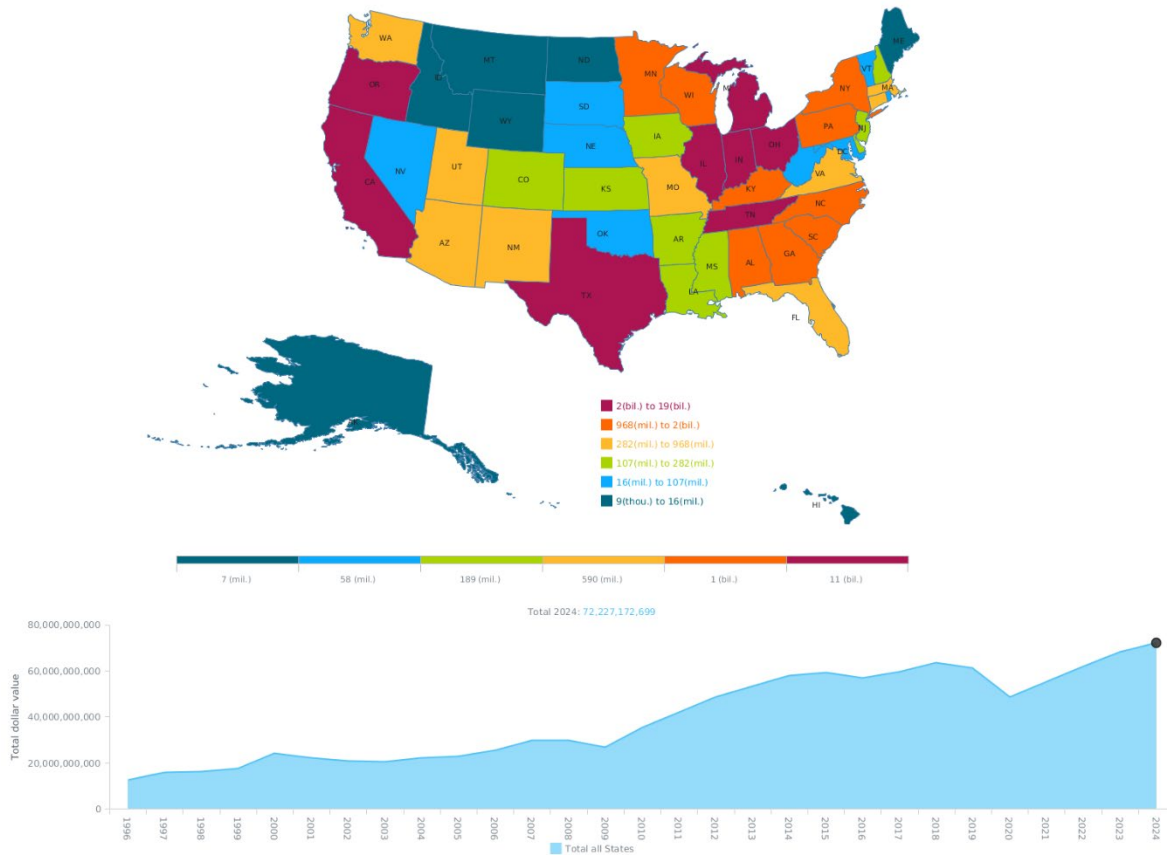 WA
MT
ND
ME
ID
OR
MN
VT
MA
NY
WI
SD
WY
IA
PA
NJ
NE
IL
IN
OH
DC
NV
UT
CO
KS
MO
KY
VA
CA
TN
NC
OK
AR
SC
AZ
NM
MS
AL
GA
TX
LA
FL
HI
2(bil.) to 19(bil.)
968(mil.) to 2(bil.)
282(mil.) to 968(mil.)
107(mil.) to 282(mil.)
16(mil.) to 107(mil.)
9(thou.) to 16(mil.)
7 (mil.)
58 (mil.)
189 (mil.)
590 (mil.)
1 (bil.)
11 (bil.)
Total 2024: 72,227,172,699
Total dollar value
80,000,000,000
60,000,000,000
40,000,000,000
20,000,000,000
0
1996
1997
1998
1999
2000
2001
2002
2003
2004
2005
2006
2007
2008
2009
2010
2011
2012
2013
2014
2015
2016
2017
2018
2019
2020
2021
2022
2023
2024
Total all States